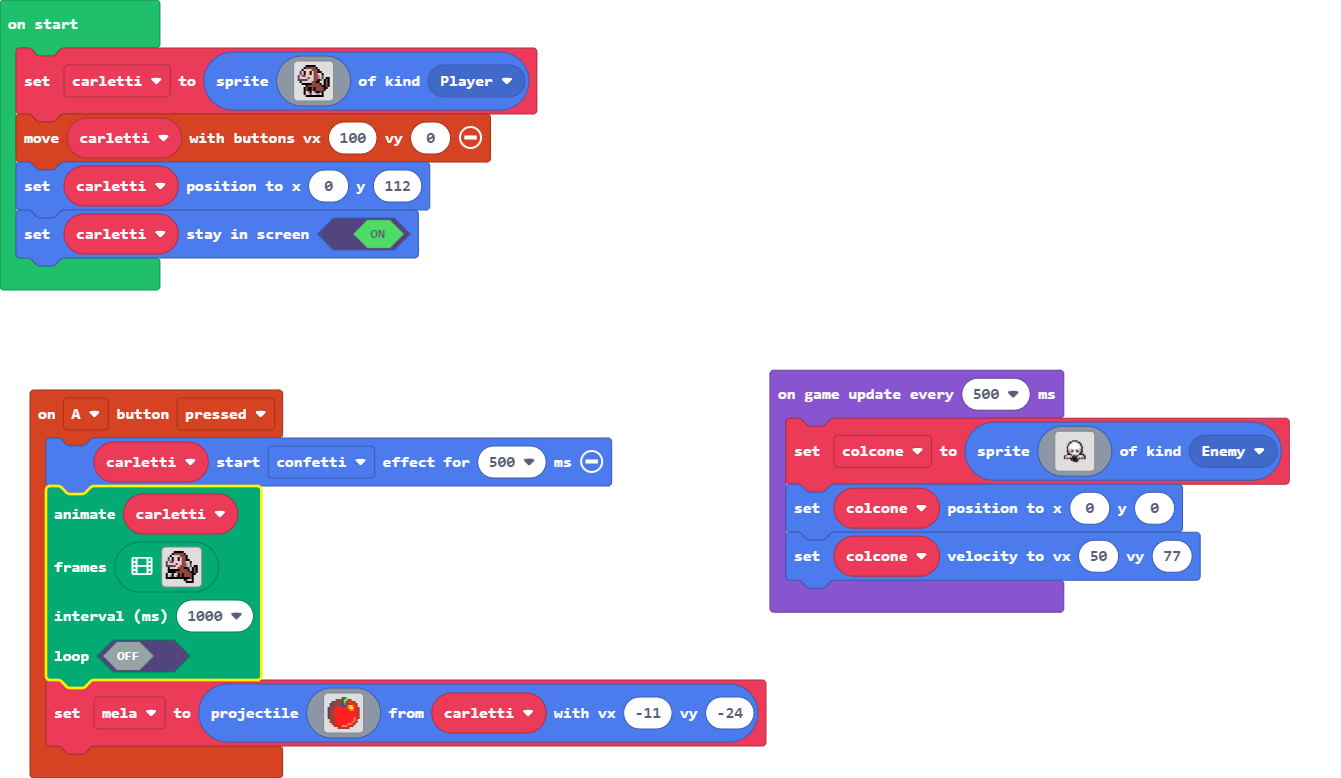 on start
set carletti to sprite of kind Player
move carletti with buttons vx 100 vy 0
set carletti position to x 0 y 112
set carletti stay in screen ON
on A button pressed
carletti start confetti effect for 500 ms
animate carletti
frames
interval (ms) 1000
loop OFF
set mela to projectile from carletti with vx -11 vy -24
on game update every 500 ms
set colcone to sprite of kind Enemy
set colcone position to x 0 y 0
set colcone velocity to vx 50 vy 77